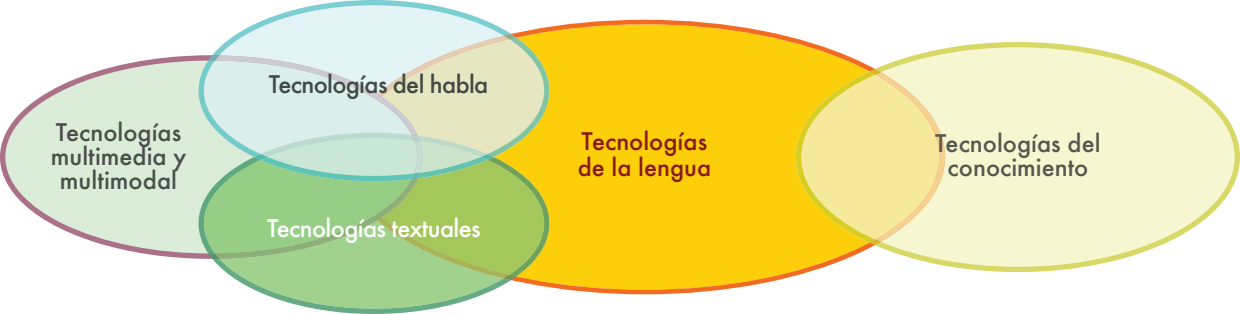 Tecnologías del habla
Tecnologías
multimedia y
multimodal
Tecnologías
de la lengua
Tecnologías del
conocimiento
Tecnologías textuales